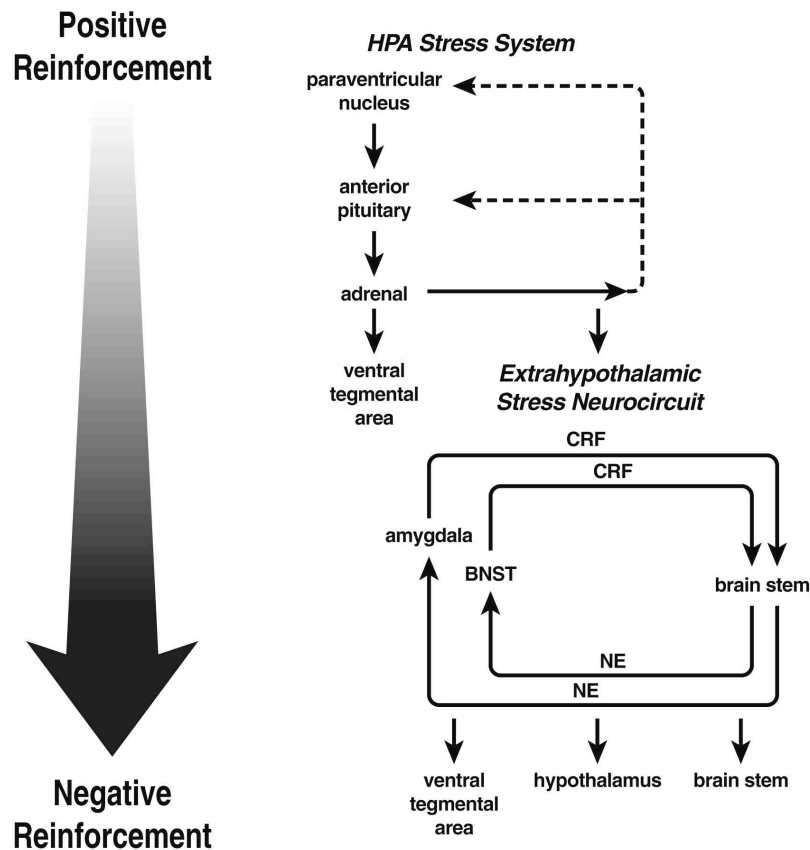 Positive
Reinforcement
HPA Stress System
paraventricular
nucleus
anterior
pituitary
adrenal
ventral
tegmental
area
Extrahypothalamic
Stress Neurocircuit
CRF
CRF
amygdala
BNST
brain stem
NE
NE
ventral
tegmental
area
hypothalamus
brain stem
Negative
Reinforcement